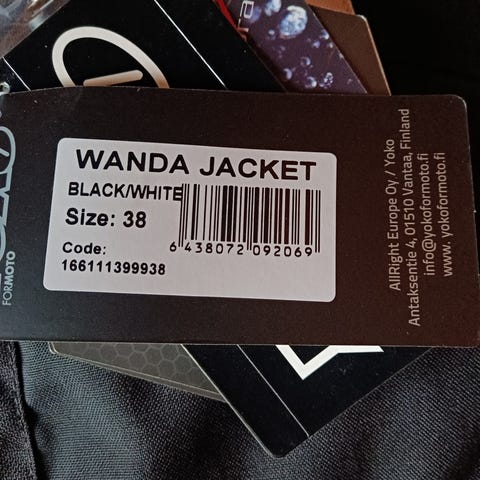 WANDA JACKET
BLACK/WHITE
Size: 38
Code:
166111399938
6 438072 092069
AllRight Europe Oy / Yoko
Antaksentie 4, 01510 Vantaa, Finland
info@yokoformoto.fi
www. yokoformoto.fi
FORMOTO